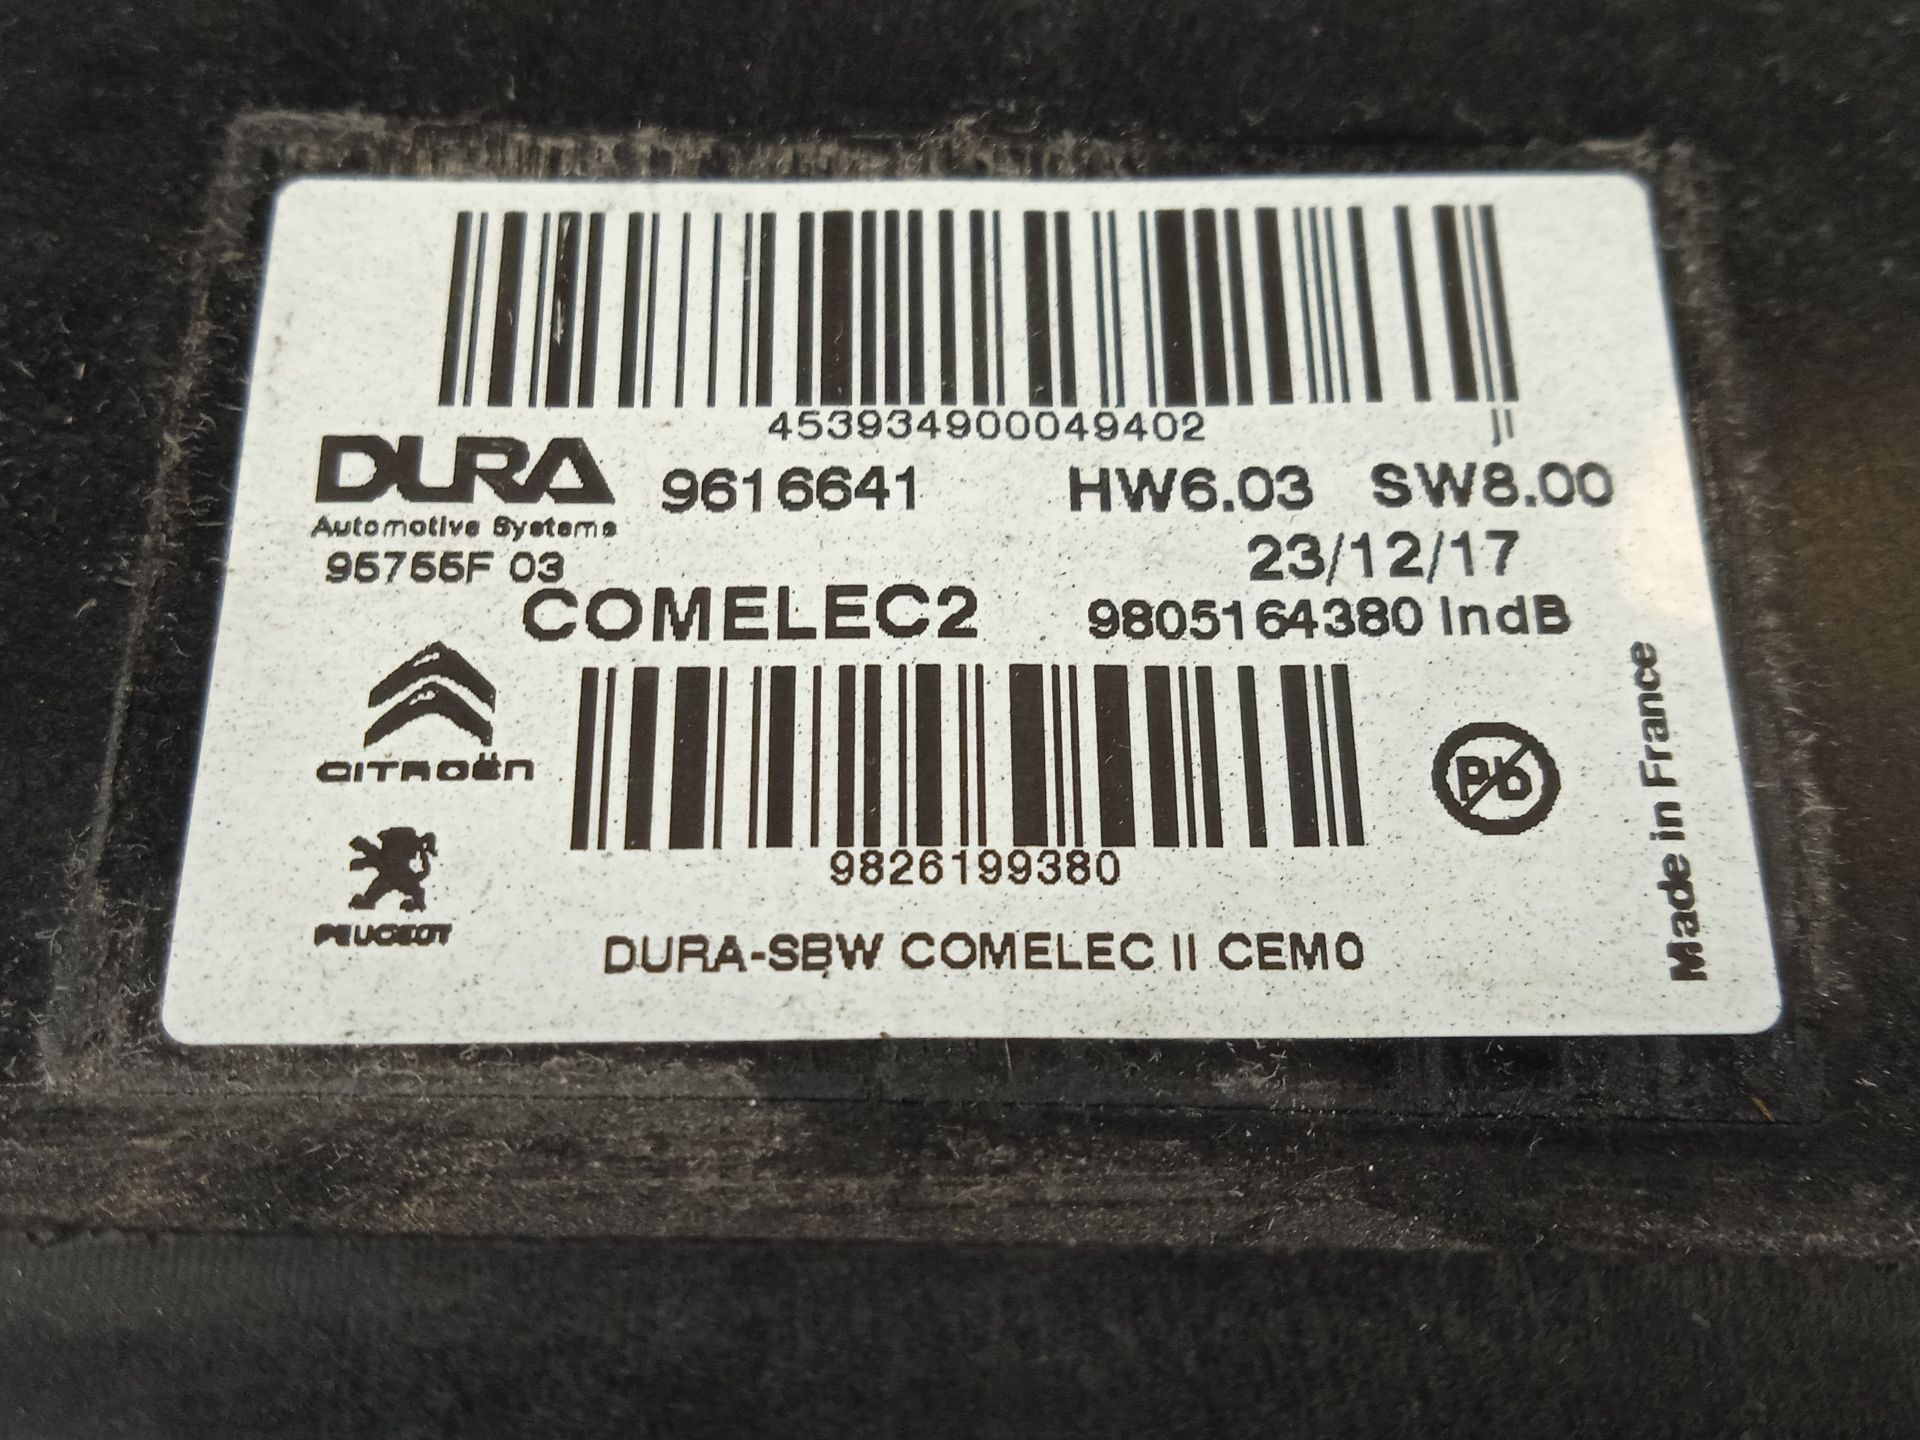 453934900049402
DURA 9616641 HW6.03 SW8.00
Automotive Systems
95755F 03 23/12/17
COMELEC2 9805164380 IndB
CITROËN
Pb
9826199380
PEUGEOT
DURA-SBW COMELEC II CEM0
Made in France